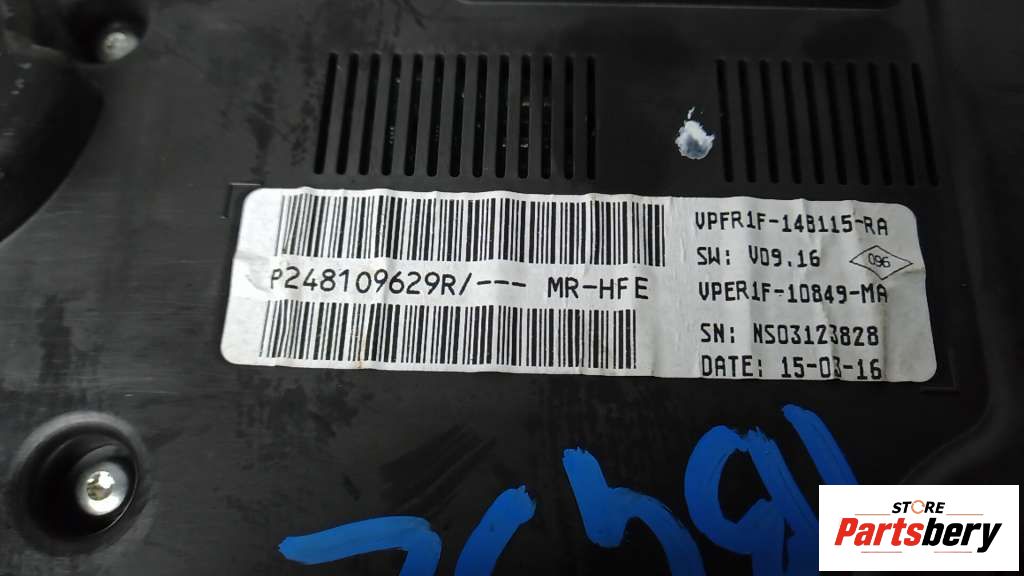 VPFR1F-14B115-RA
SW: V09.16
096
P248109629R/--- MR-HFE
VPER1F-10849-MA
SN: NS03123828
DATE: 15-03-16
STORE
Partsbery